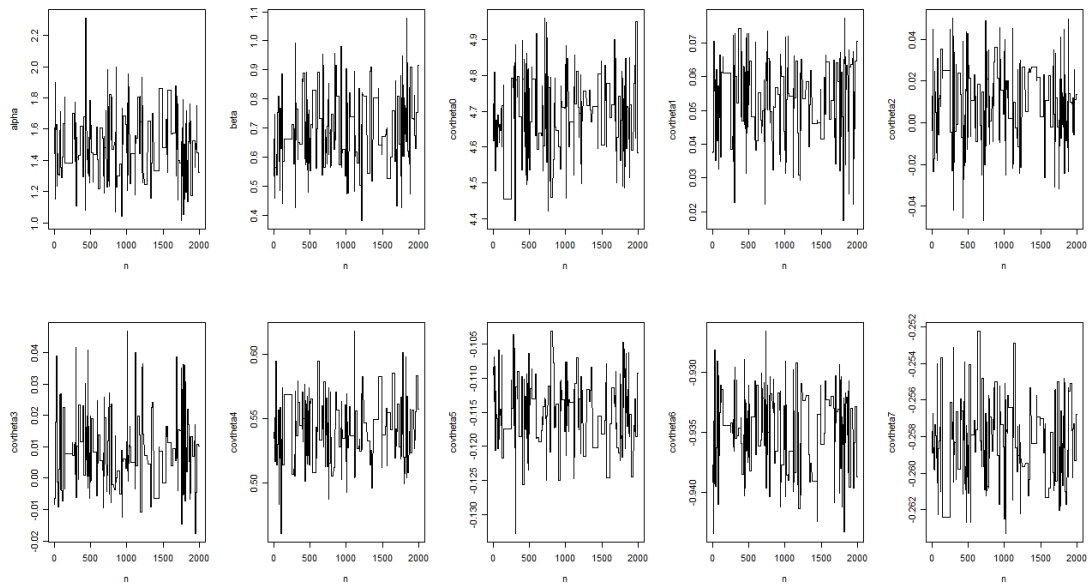 alpha
1.0 1.2 1.4 1.6 1.8 2.0 2.2
0 500 1000 1500 2000
n
beta
0.4 0.5 0.6 0.7 0.8 0.9 1.0 1.1
0 500 1000 1500 2000
n
covtheta0
4.4 4.5 4.6 4.7 4.8 4.9
0 500 1000 1500 2000
n
covtheta1
0.02 0.03 0.04 0.05 0.06 0.07
0 500 1000 1500 2000
n
covtheta2
-0.04 -0.02 0.00 0.02 0.04
0 500 1000 1500 2000
n
covtheta3
-0.02 -0.01 0.00 0.01 0.02 0.03 0.04
0 500 1000 1500 2000
n
covtheta4
0.50 0.55 0.60
0 500 1000 1500 2000
n
covtheta5
-0.130 -0.125 -0.120 -0.115 -0.110 -0.105
0 500 1000 1500 2000
n
covtheta6
-0.940 -0.935 -0.930
0 500 1000 1500 2000
n
covtheta7
-0.262 -0.260 -0.258 -0.256 -0.254 -0.252
0 500 1000 1500 2000
n